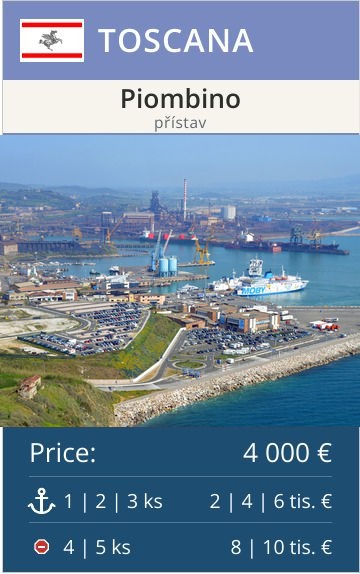 TOSCANA
Piombino
přístav
MOBY
Price: 4 000 €
1 | 2 | 3 ks 2 | 4 | 6 tis. €
4 | 5 ks 8 | 10 tis. €